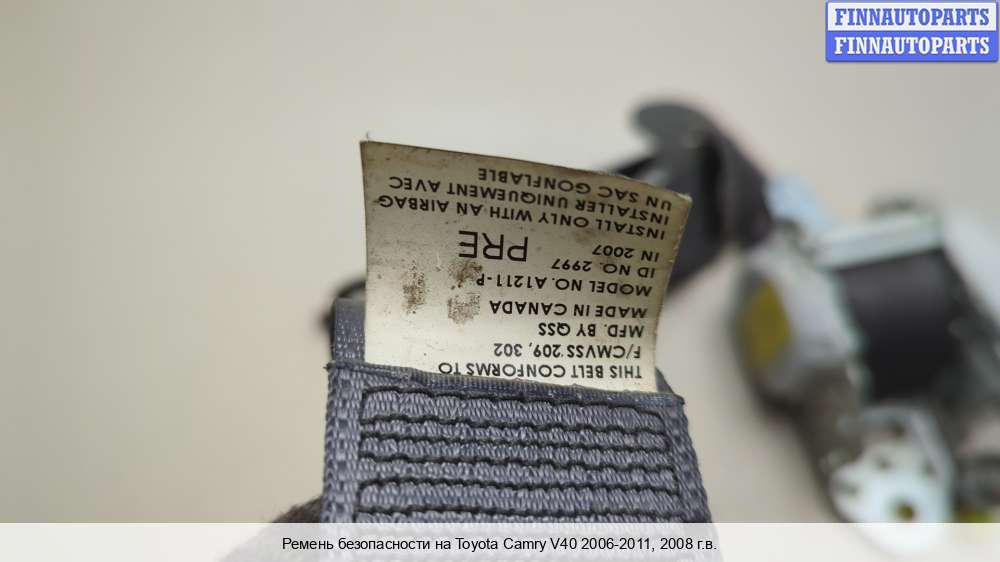 FINNAUTOPARTS
FINNAUTOPARTS
THIS BELT CONFORMS TO
F/CMVSS 209, 302
MFD. BY QSS
MADE IN CANADA
MODEL NO. A1211-P
ID NO. 2997
IN 2007
PRE
INSTALL ONLY WITH AN AIRBAG
INSTALLER UNIQUEMENT AVEC
UN SAC GONFLABLE
Ремень безопасности на Toyota Camry V40 2006-2011, 2008 г.в.